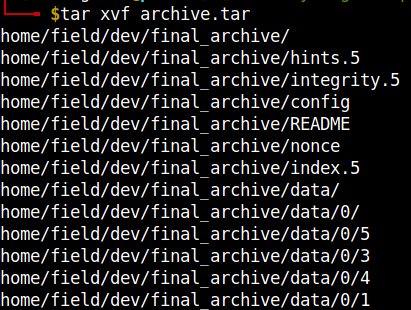 $tar xvf archive.tar
home/field/dev/final_archive/
home/field/dev/final_archive/hints.5
home/field/dev/final_archive/integrity.5
home/field/dev/final_archive/config
home/field/dev/final_archive/README
home/field/dev/final_archive/nonce
home/field/dev/final_archive/index.5
home/field/dev/final_archive/data/
home/field/dev/final_archive/data/0/
home/field/dev/final_archive/data/0/5
home/field/dev/final_archive/data/0/3
home/field/dev/final_archive/data/0/4
home/field/dev/final_archive/data/0/1